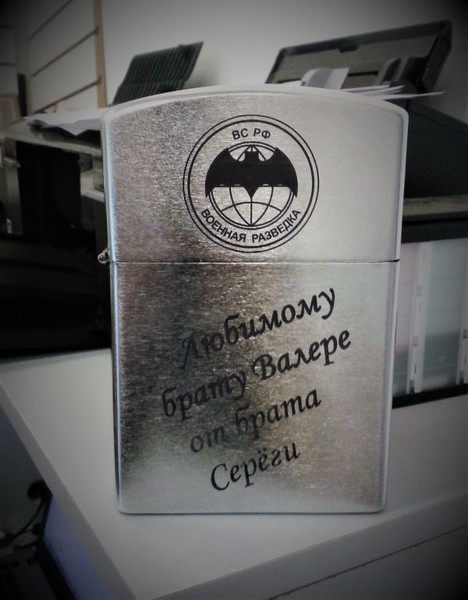 ВС РФ
ВОЕННАЯ РАЗВЕДКА
Любимому
брату Валере
от брата
Серёги